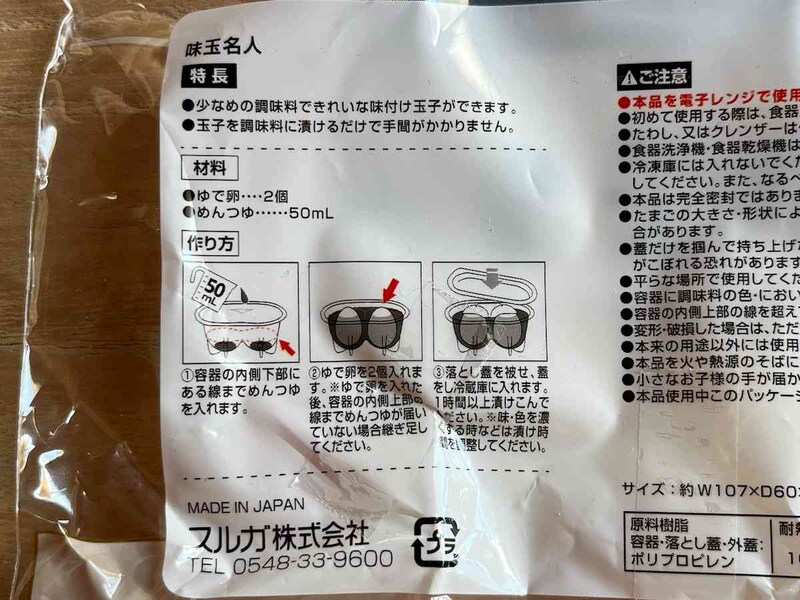 味玉名人
特長
●少なめの調味料できれいな味付け玉子ができます。
●玉子を調味料に漬けるだけで手間がかかりません。
材料
●ゆで卵‥‥2個
●めんつゆ‥‥‥50mL
作り方
50
mL
①容器の内側下部に
ある線までめんつゆ
を入れます。
②ゆで卵を2個入れま
す。※ゆで卵を入れた
後、容器の内側上部の
線までめんつゆが届い
ていない場合継ぎ足し
てください。
③落とし蓋を被せ、蓋
をし冷蔵庫に入れます。
1時間以上漬けこんで
ください。※味・色を濃
くする時などは漬け時
間を調整してください。
MADE IN JAPAN
スルガ株式会社
TEL 0548-33-9600
プラ
ご注意
●本品を電子レンジで使用
●初めて使用する際は、食器
●たわし、又はクレンザーは
●食器洗浄機・食器乾燥機は
●冷凍庫には入れないでくだ
してください。また、なるべ
●本品は完全密封ではありま
●たまごの大きさ・形状によ
合があります。
●蓋だけを掴んで持ち上げ
がこぼれる恐れがあります
●平らな場所で使用してくだ
●容器に調味料の色・におい
●容器の内側上部の線を超え
●変形・破損した場合は、ただ
●本来の用途以外には使用
●本品を火や熱源のそばに
●小さなお子様の手が届か
●本品使用中このパッケージ
サイズ:約W107×D60×
原料樹脂
容器・落とし蓋・外蓋:
ポリプロピレン
耐熱